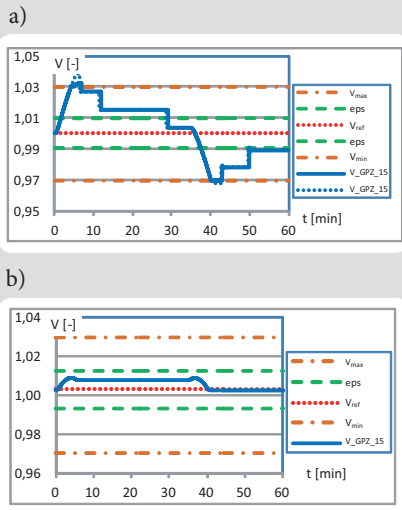 a)
V [-]
1,05
1,03
1,01
0,99
0,97
0,95
0 10 20 30 40 50 60
t [min]
Vmax
eps
Vref
eps
Vmin
V_GPZ_15
V_GPZ_15
b)
V [-]
1,04
1,02
1,00
0,98
0,96
0 10 20 30 40 50 60
t [min]
Vmax
eps
Vref
Vmin
V_GPZ_15